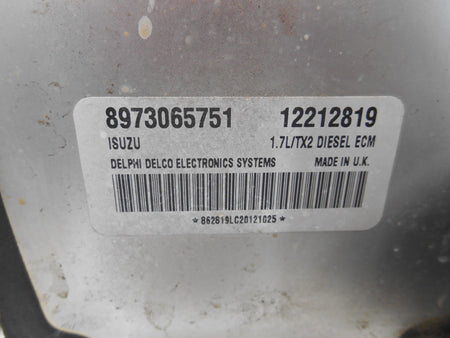 8973065751 12212819
ISUZU 1.7L/TX2 DIESEL ECM
DELPHI DELCO ELECTRONICS SYSTEMS MADE IN U.K.
*862819LC20121025*